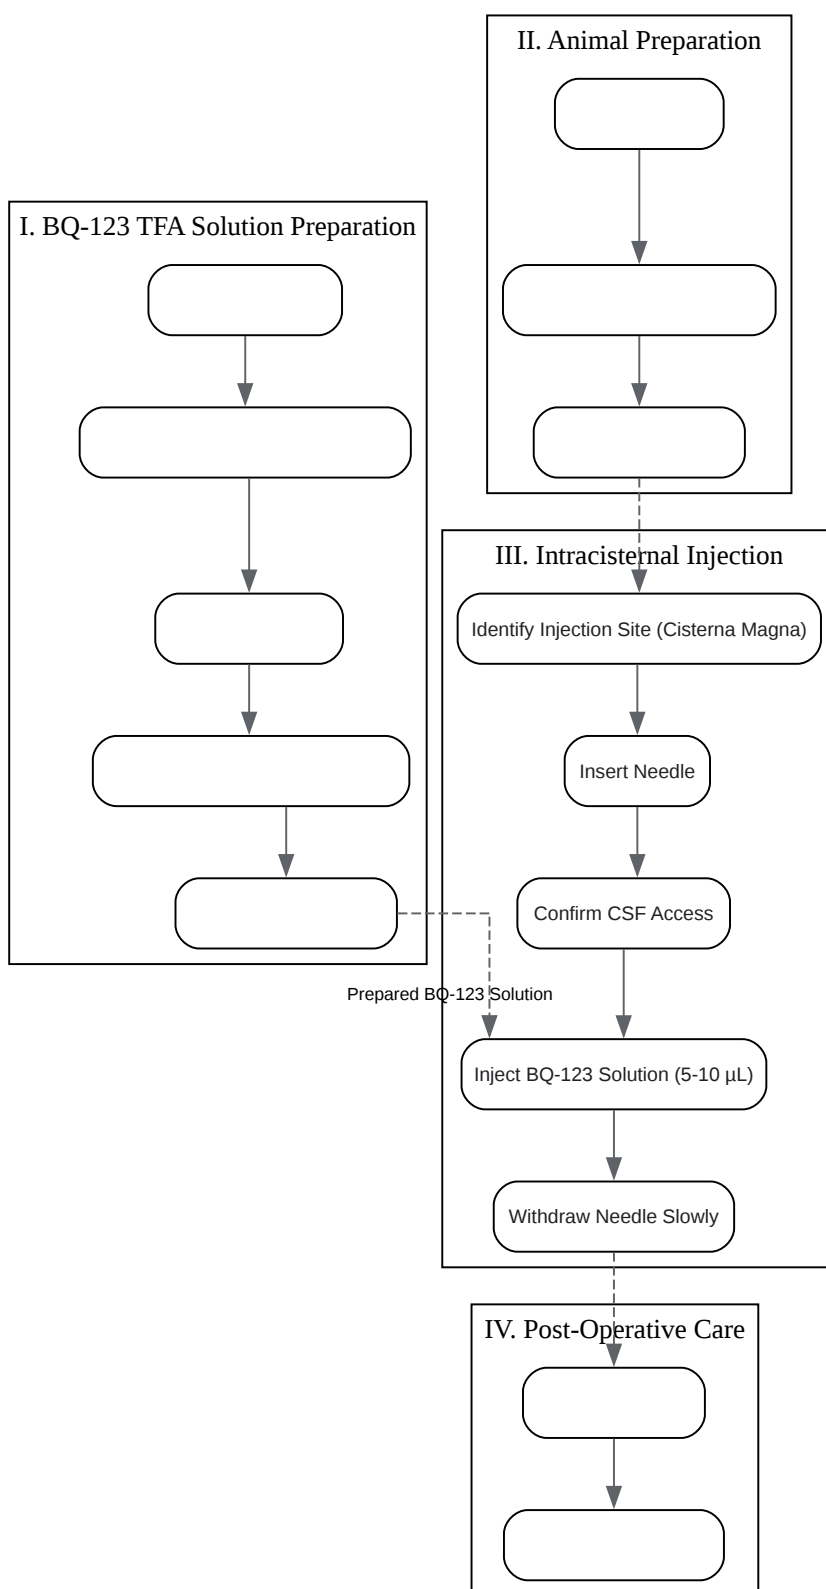 II. Animal Preparation
I. BQ-123 TFA Solution Preparation
III. Intracisternal Injection
Identify Injection Site (Cisterna Magna)
Insert Needle
Confirm CSF Access
Prepared BQ-123 Solution
Inject BQ-123 Solution (5-10 µL)
Withdraw Needle Slowly
IV. Post-Operative Care